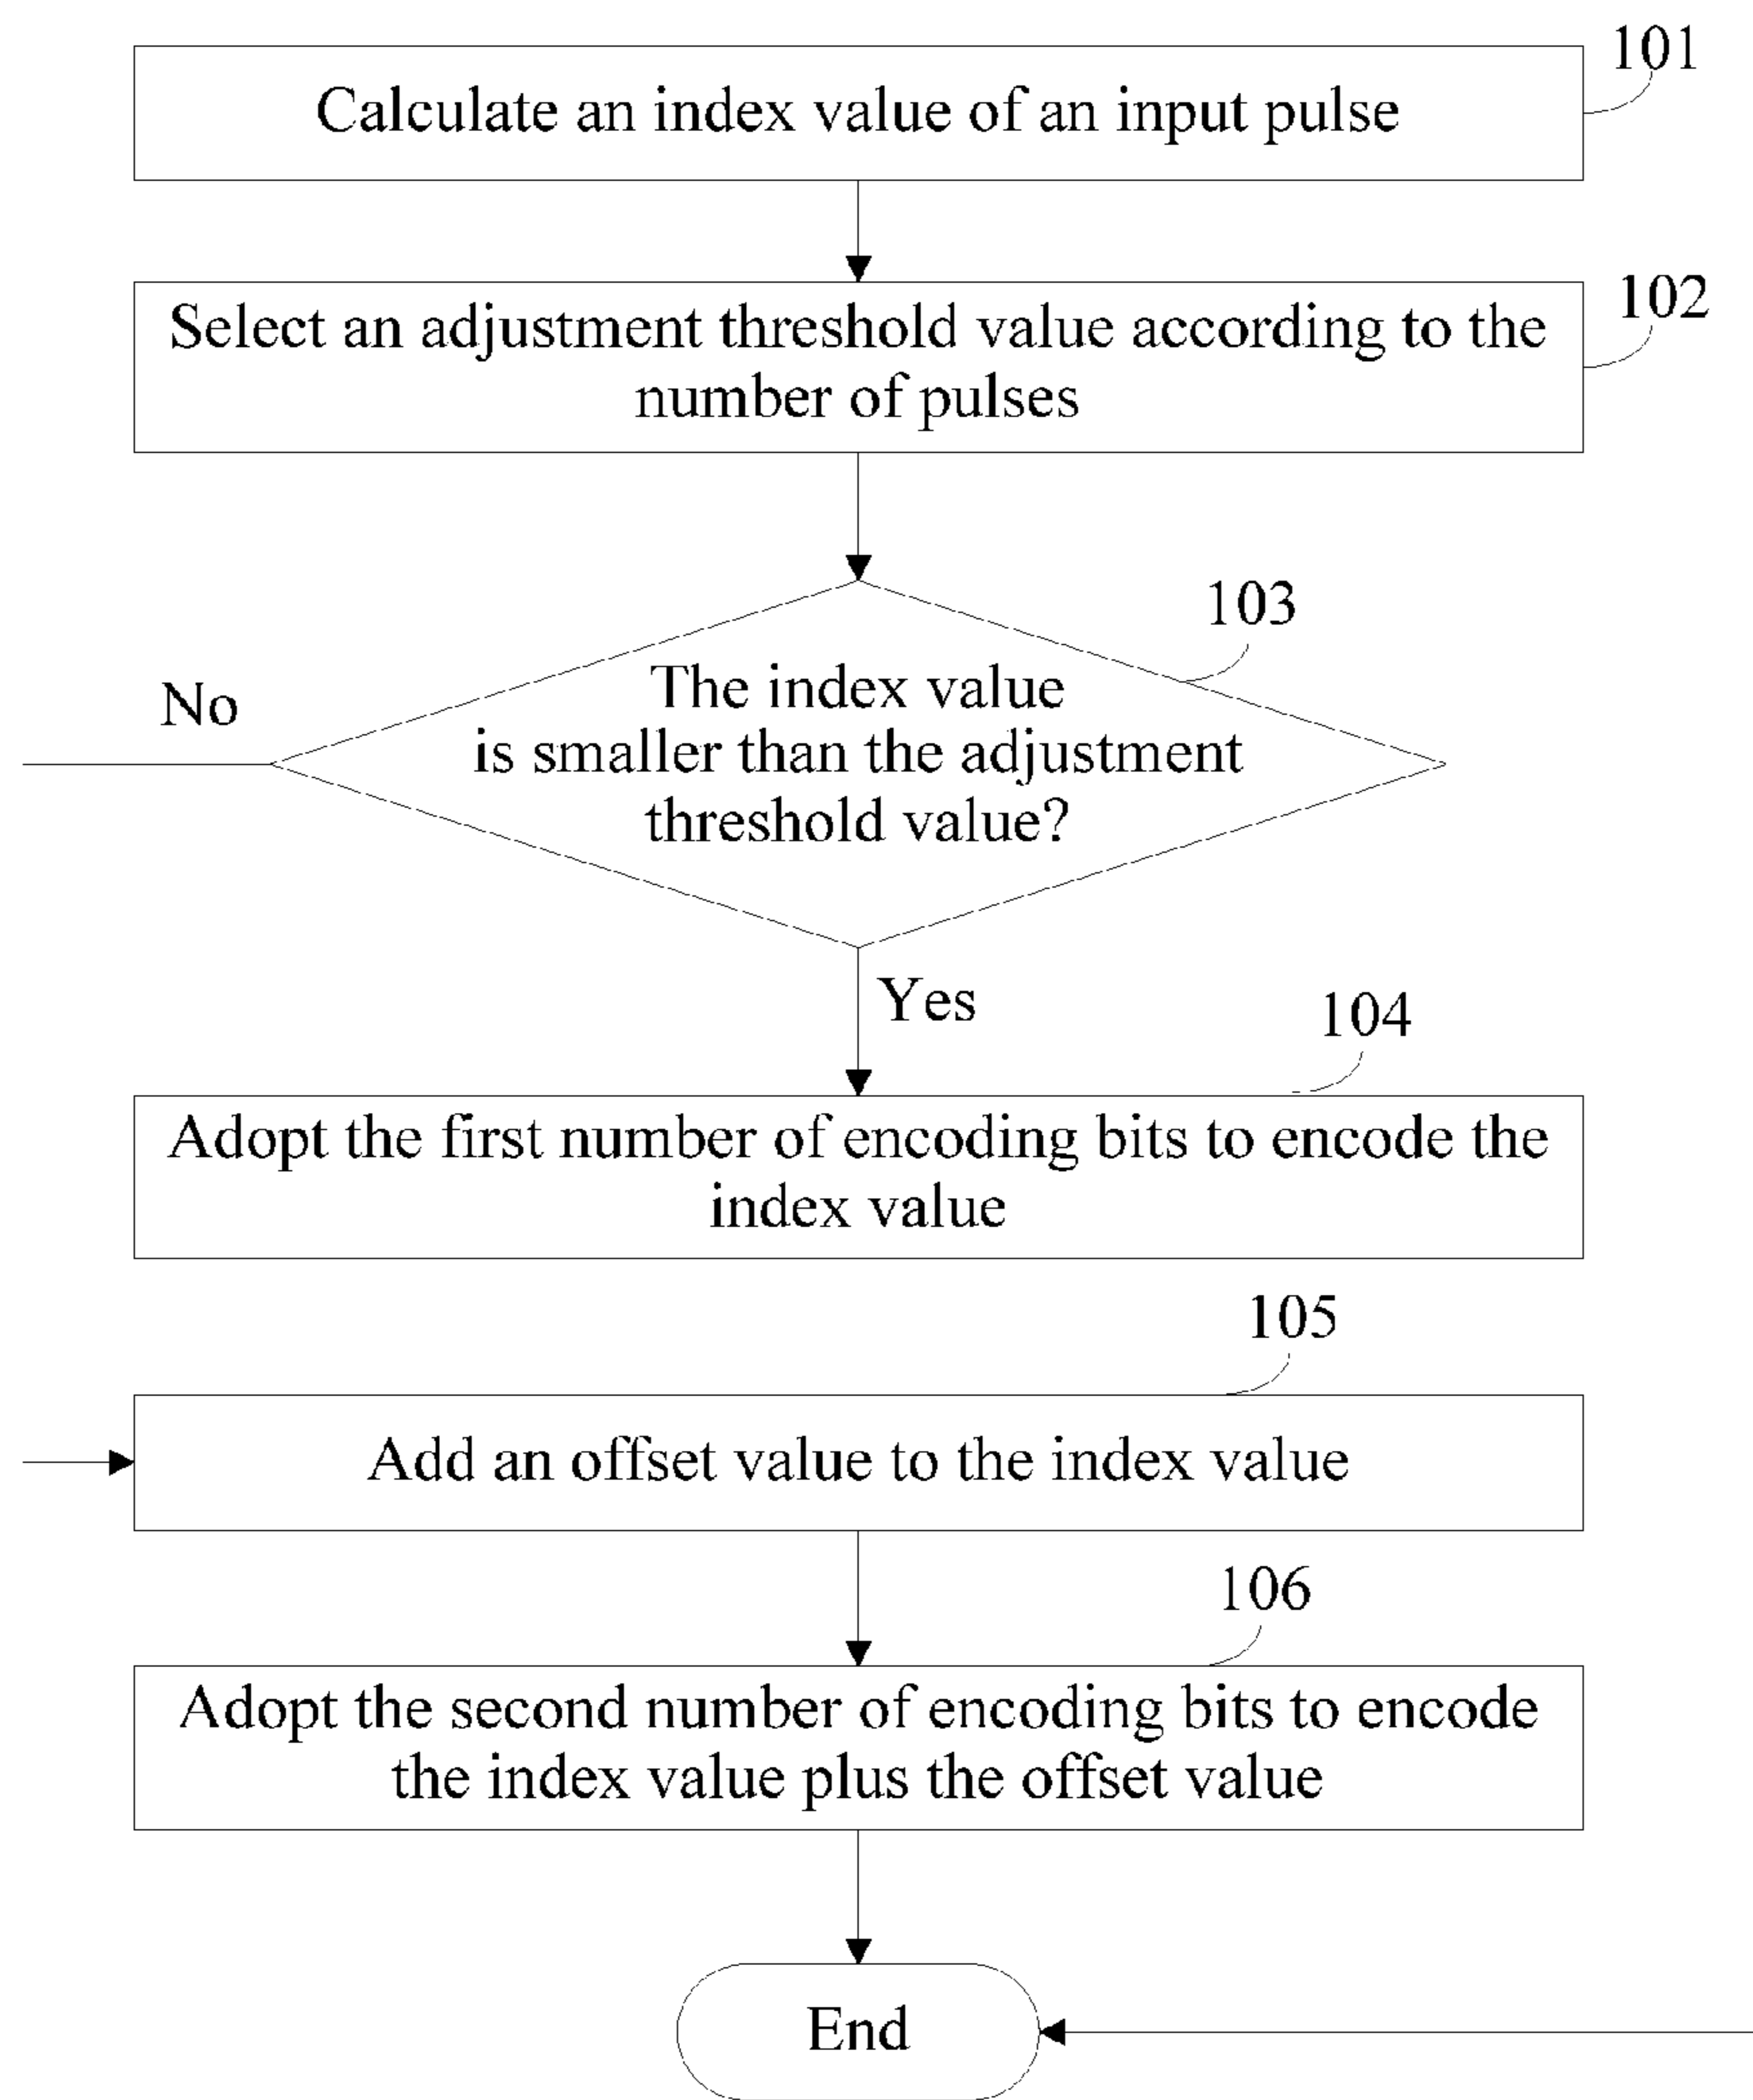 101
Calculate an index value of an input pulse
102
Select an adjustment threshold value according to the
number of pulses
103
The index value
is smaller than the adjustment
threshold value?
No
Yes
104
Adopt the first number of encoding bits to encode the
index value
105
Add an offset value to the index value
106
Adopt the second number of encoding bits to encode
the index value plus the offset value
End